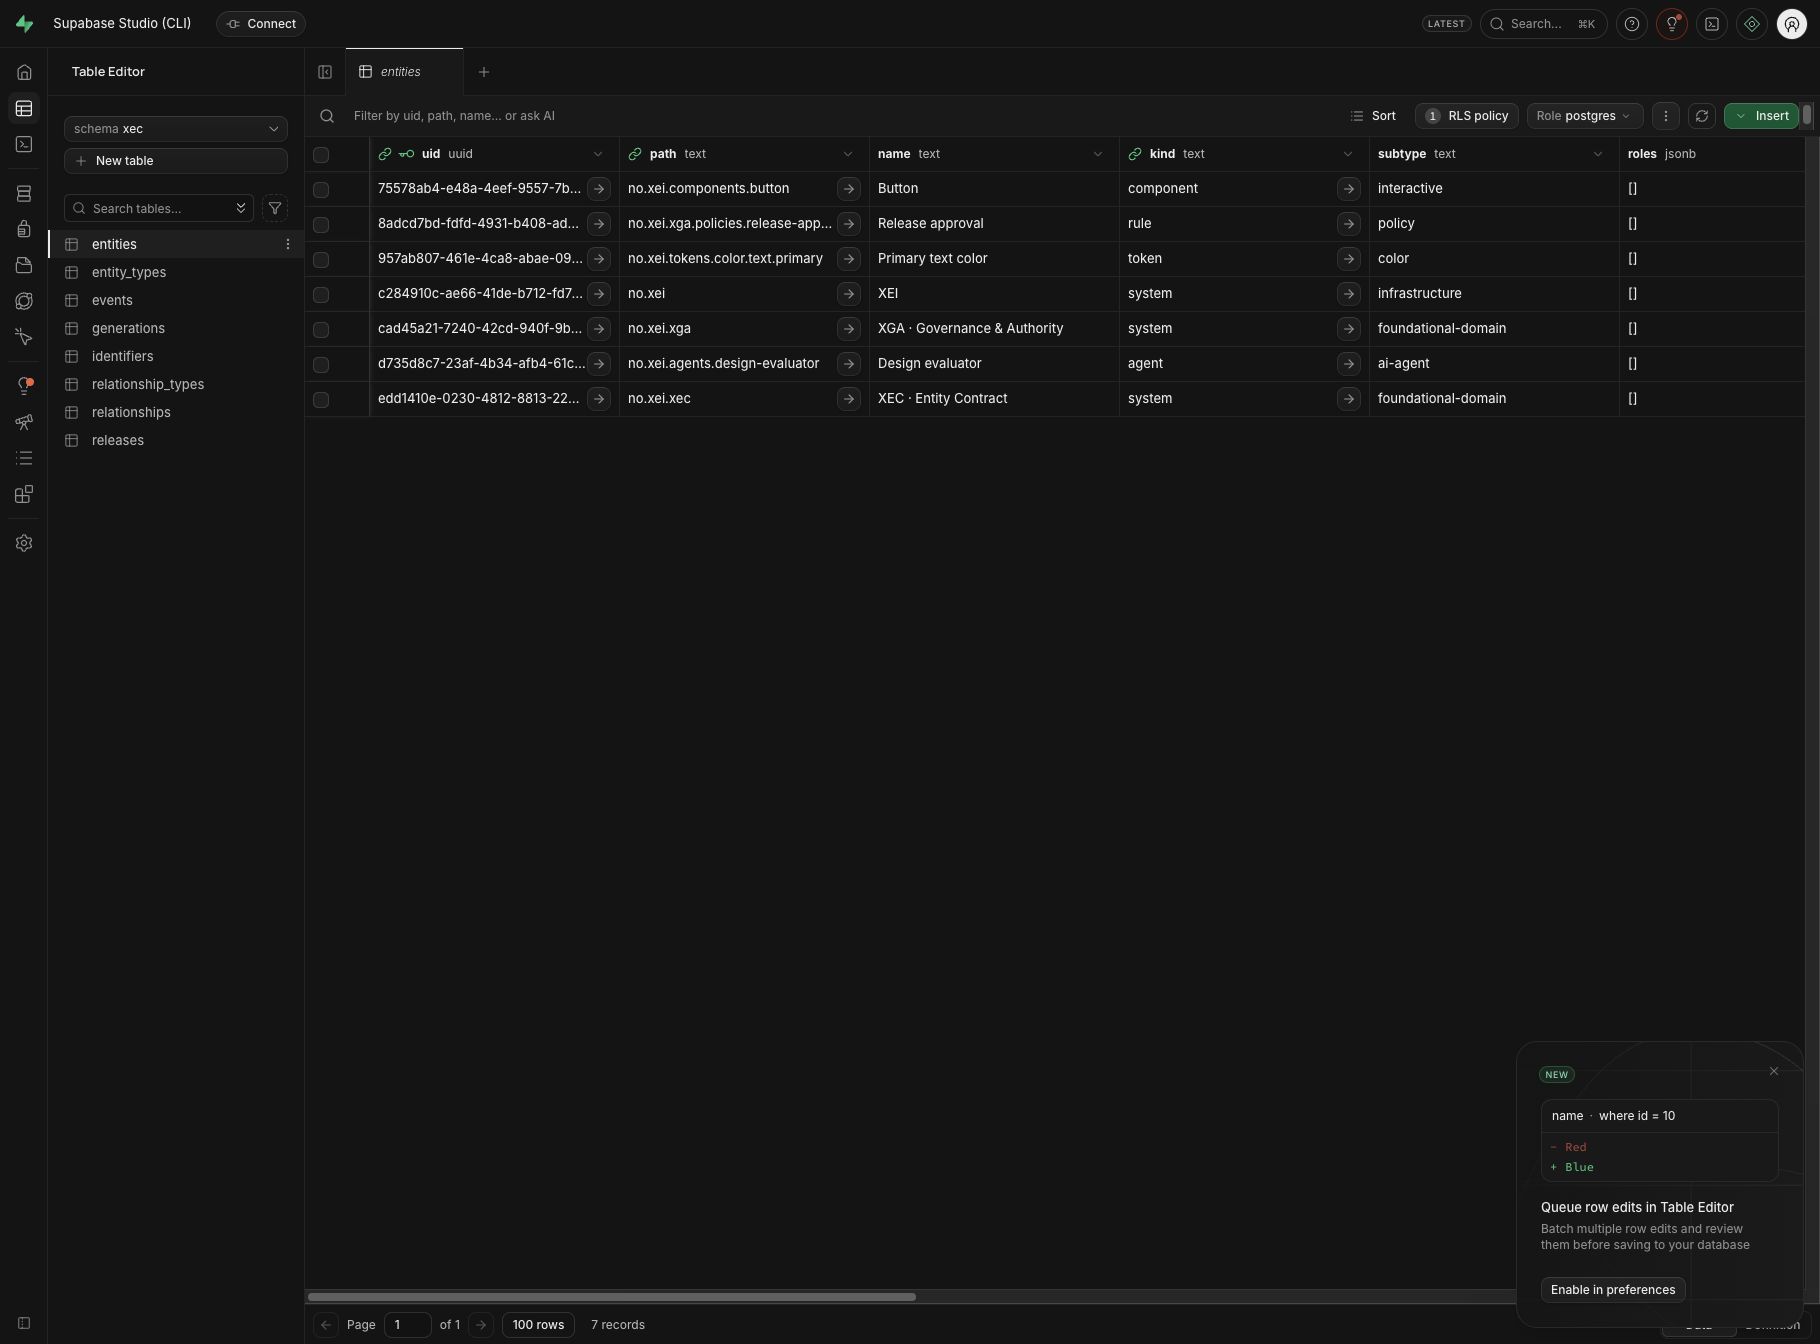 Supabase Studio (CLI)
Connect
LATEST
Search... ⌘K
Table Editor
entities
schema xec
New table
Search tables...
entities
entity_types
events
generations
identifiers
relationship_types
relationships
releases
Filter by uid, path, name... or ask AI
Sort
1 RLS policy
Role postgres
Insert
uid uuid path text name text kind text subtype text roles jsonb
75578ab4-e48a-4eef-9557-7b... no.xei.components.button Button component interactive []
8adcd7bd-fdfd-4931-b408-ad... no.xei.xga.policies.release-app... Release approval rule policy []
957ab807-461e-4ca8-abae-09... no.xei.tokens.color.text.primary Primary text color token color []
c284910c-ae66-41de-b712-fd7... no.xei XEI system infrastructure []
cad45a21-7240-42cd-940f-9b... no.xei.xga XGA · Governance & Authority system foundational-domain []
d735d8c7-23af-4b34-afb4-61c... no.xei.agents.design-evaluator Design evaluator agent ai-agent []
edd1410e-0230-4812-8813-22... no.xei.xec XEC · Entity Contract system foundational-domain []
NEW
name · where id = 10
- Red
+ Blue
Queue row edits in Table Editor
Batch multiple row edits and review
them before saving to your database
Enable in preferences
Page 1 of 1 100 rows 7 records